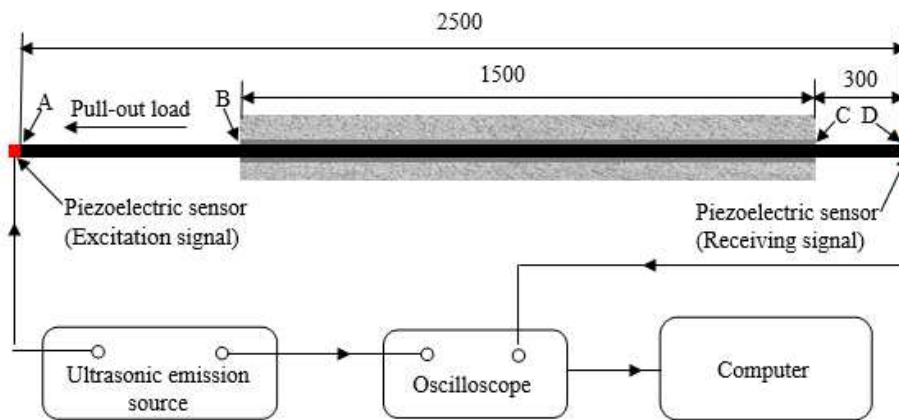 2500
1500
300
A
Pull-out load
B
C
D
Piezoelectric sensor
(Excitation signal)
Piezoelectric sensor
(Receiving signal)
Ultrasonic emission
source
Oscilloscope
Computer